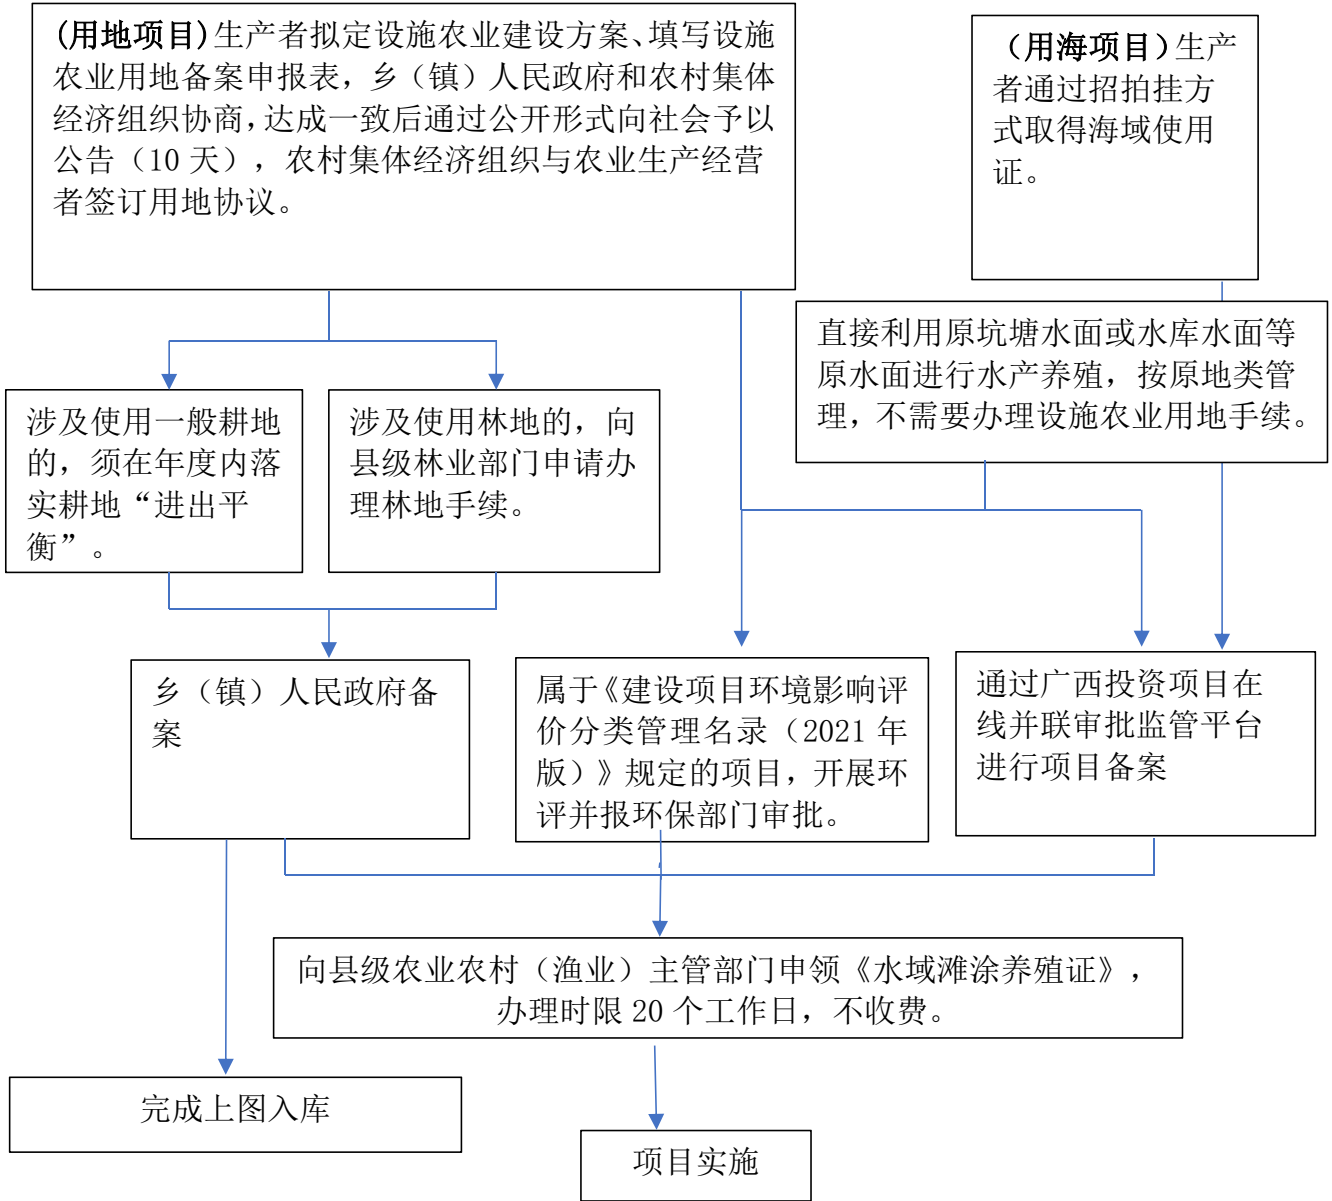 (用地项目)生产者拟定设施农业建设方案、填写设施
农业用地备案申报表，乡（镇）人民政府和农村集体
经济组织协商，达成一致后通过公开形式向社会予以
公告（10 天），农村集体经济组织与农业生产经营
者签订用地协议。
（用海项目）生产
者通过招拍挂方
式取得海域使用
证。
直接利用原坑塘水面或水库水面等
原水面进行水产养殖，按原地类管
理，不需要办理设施农业用地手续。
涉及使用一般耕地
的，须在年度内落
实耕地“进出平
衡”。
涉及使用林地的，向
县级林业部门申请办
理林地手续。
乡（镇）人民政府备
案
属于《建设项目环境影响评
价分类管理名录（2021 年
版）》规定的项目，开展环
评并报环保部门审批。
通过广西投资项目在
线并联审批监管平台
进行项目备案
向县级农业农村（渔业）主管部门申领《水域滩涂养殖证》，
办理时限 20 个工作日，不收费。
完成上图入库
项目实施